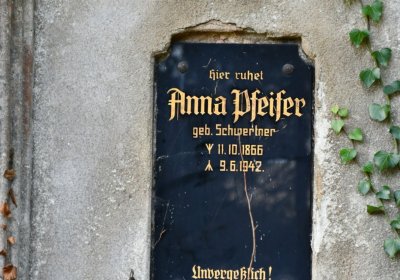 Hier ruhet
Anna Pfeifer
geb. Schwertner
ᛉ 11.10.1866
ᛣ 9.6.1942.
Unvergeßlich!